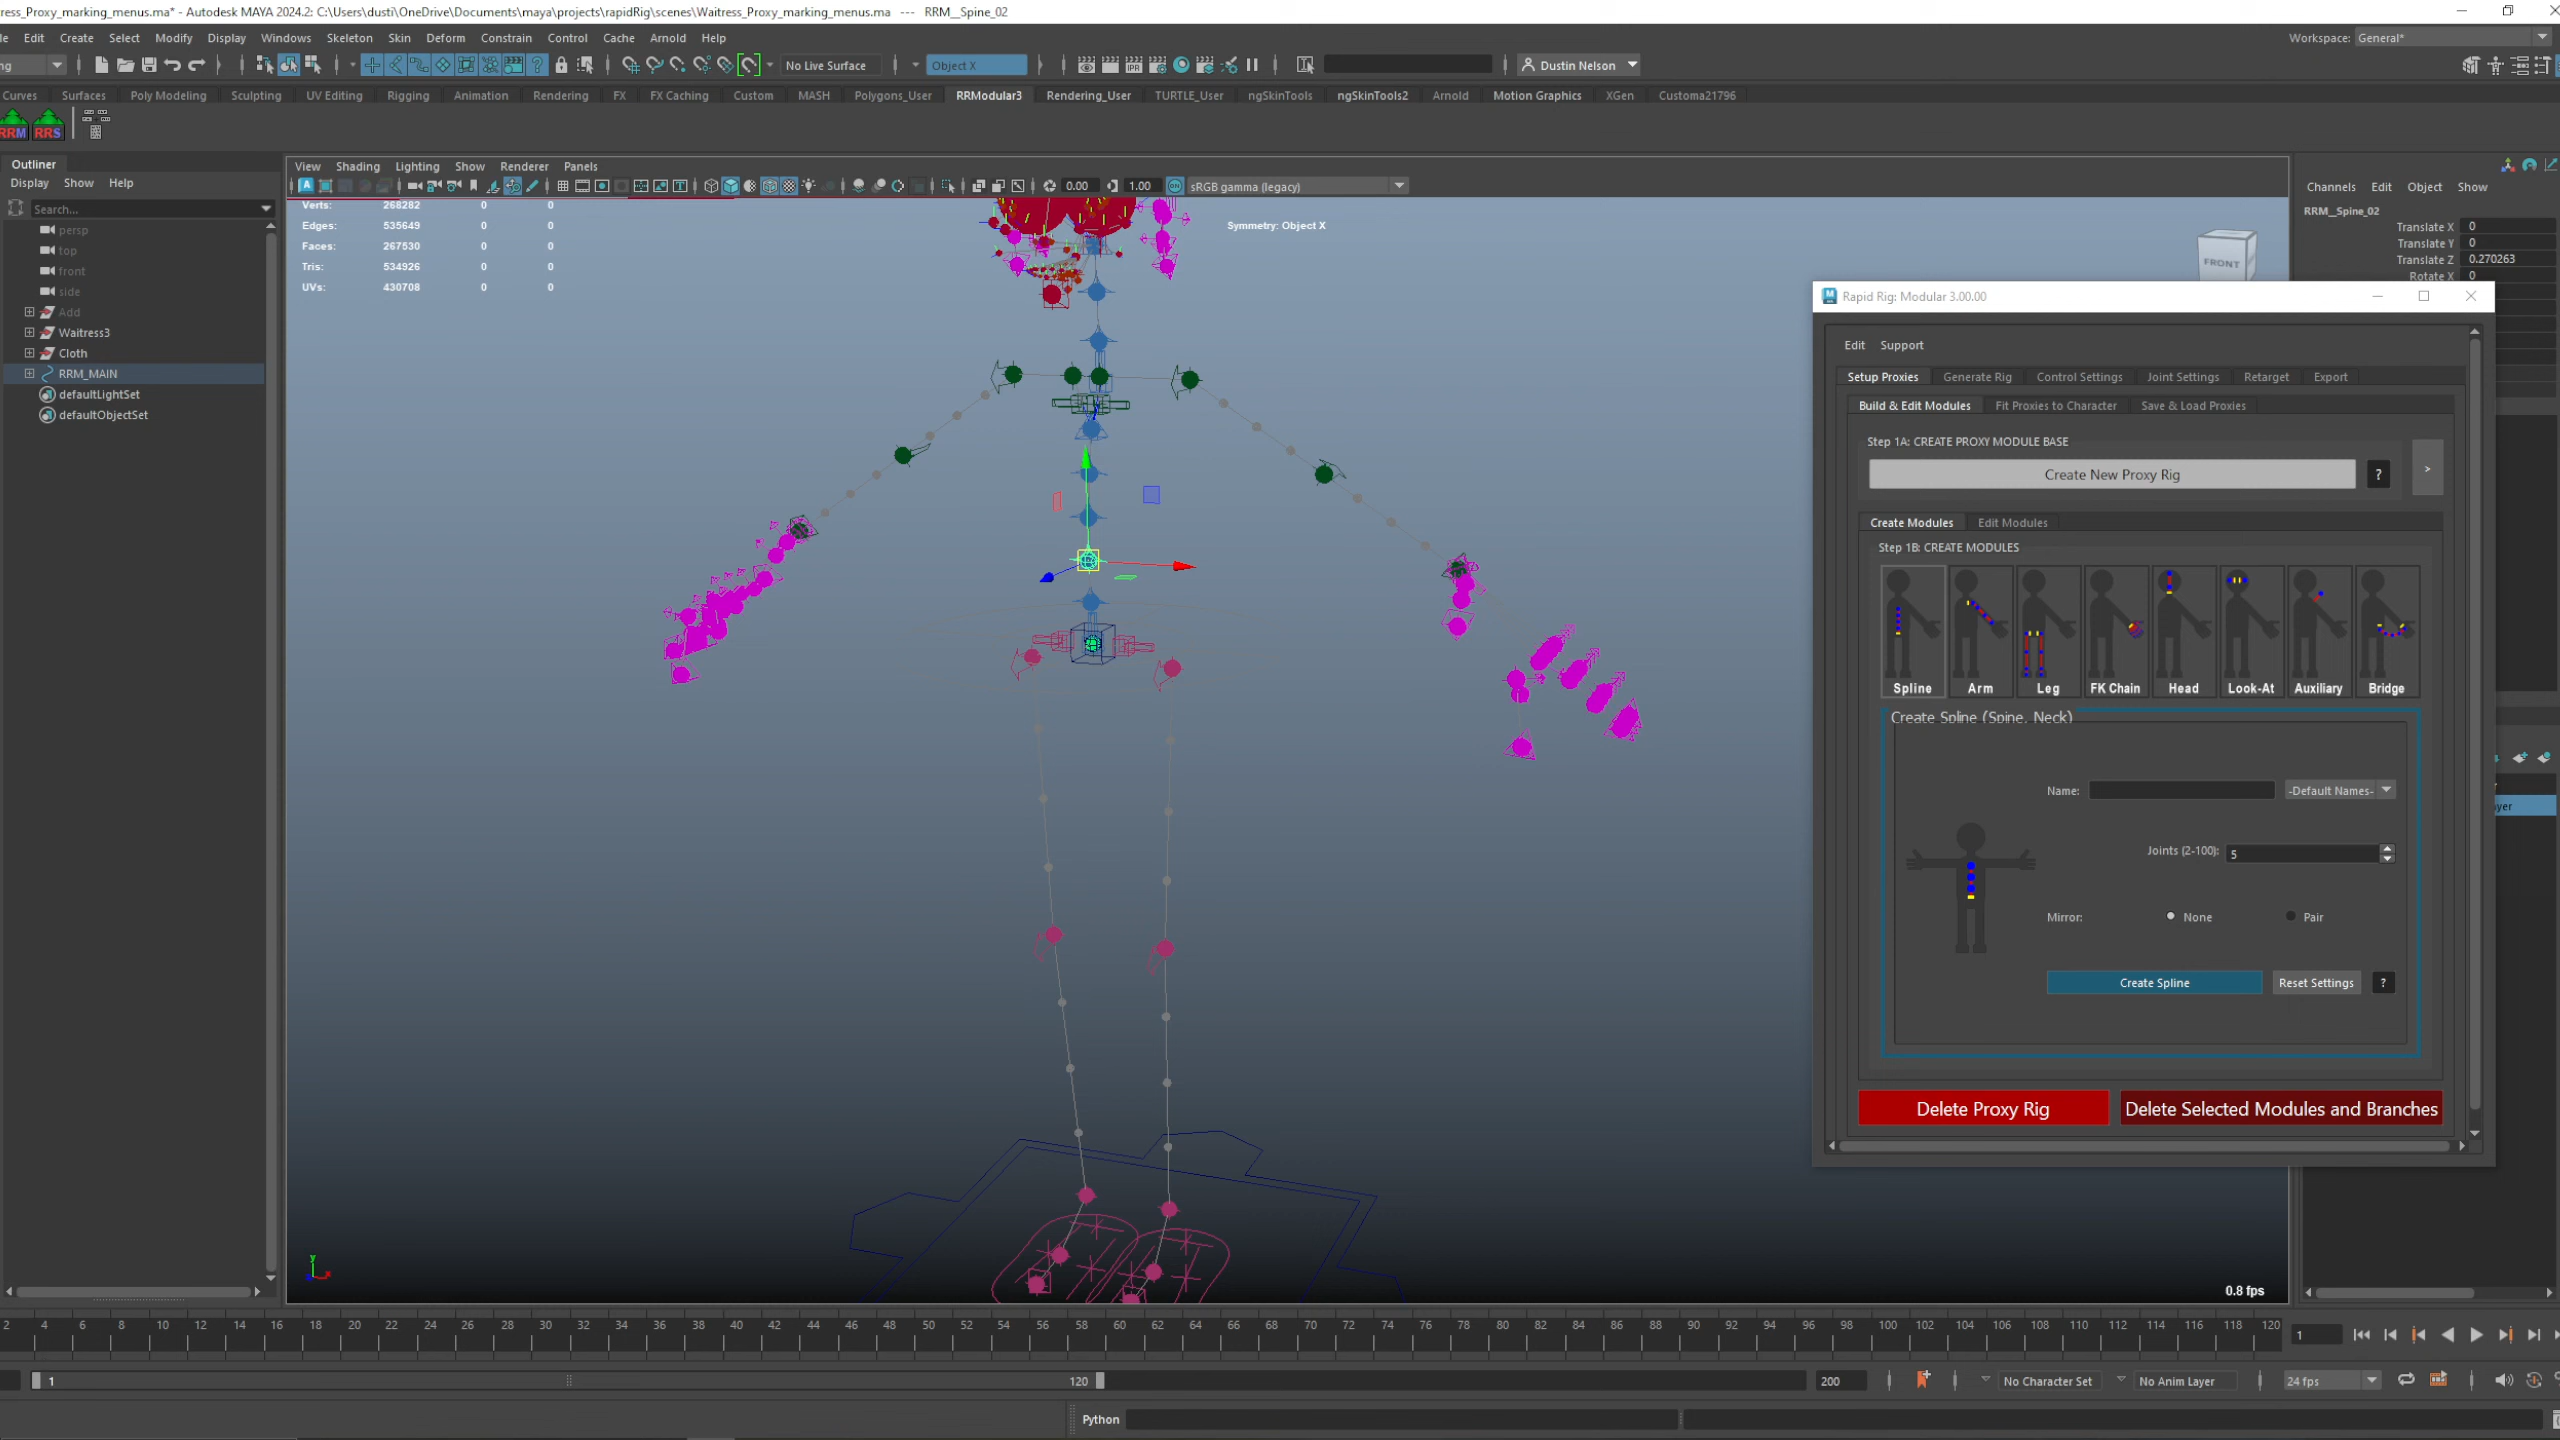 ress_Proxy_marking_menus.ma* - Autodesk MAYA 2024.2: C:\Users\dusti\OneDrive\Documents\maya\projects\rapidRig\scenes\Waitress_Proxy_marking_menus.ma --- RRM__Spine_02
le Edit Create Select Modify Display Windows Skeleton Skin Deform Constrain Control Cache Arnold Help
Workspace: General*
ng No Live Surface Object X Dustin Nelson
Curves Surfaces Poly Modeling Sculpting UV Editing Rigging Animation Rendering FX FX Caching Custom MASH Polygons_User RRModular3 Rendering_User TURTLE_User ngSkinTools ngSkinTools2 Arnold Motion Graphics XGen Customa21796
RRM RRS
Outliner
Display Show Help
Search...
persp
top
front
side
Add
Waitress3
Cloth
RRM_MAIN
defaultLightSet
defaultObjectSet
View Shading Lighting Show Renderer Panels
0.00 1.00 sRGB gamma (legacy)
Verts: 268282 0 0
Edges: 535649 0 0
Faces: 267530 0 0
Tris: 534926 0 0
UVs: 430708 0 0
Symmetry: Object X
FRONT
Channels Edit Object Show
RRM__Spine_02
Translate X 0
Translate Y 0
Translate Z 0.270263
Rotate X 0
Rapid Rig: Modular 3.00.00
Edit Support
Setup Proxies Generate Rig Control Settings Joint Settings Retarget Export
Build & Edit Modules Fit Proxies to Character Save & Load Proxies
Step 1A: CREATE PROXY MODULE BASE
Create New Proxy Rig ? >
Create Modules Edit Modules
Step 1B: CREATE MODULES
Spline Arm Leg FK Chain Head Look-At Auxiliary Bridge
Create Spline (Spine, Neck)
Name: -Default Names-
Joints (2-100): 5
Mirror: None Pair
Create Spline Reset Settings ?
Delete Proxy Rig Delete Selected Modules and Branches
yer
y
x
0.8 fps
2 4 6 8 10 12 14 16 18 20 22 24 26 28 30 32 34 36 38 40 42 44 46 48 50 52 54 56 58 60 62 64 66 68 70 72 74 76 78 80 82 84 86 88 90 92 94 96 98 100 102 104 106 108 110 112 114 116 118 120
1
1 120 200 No Character Set No Anim Layer 24 fps
Python